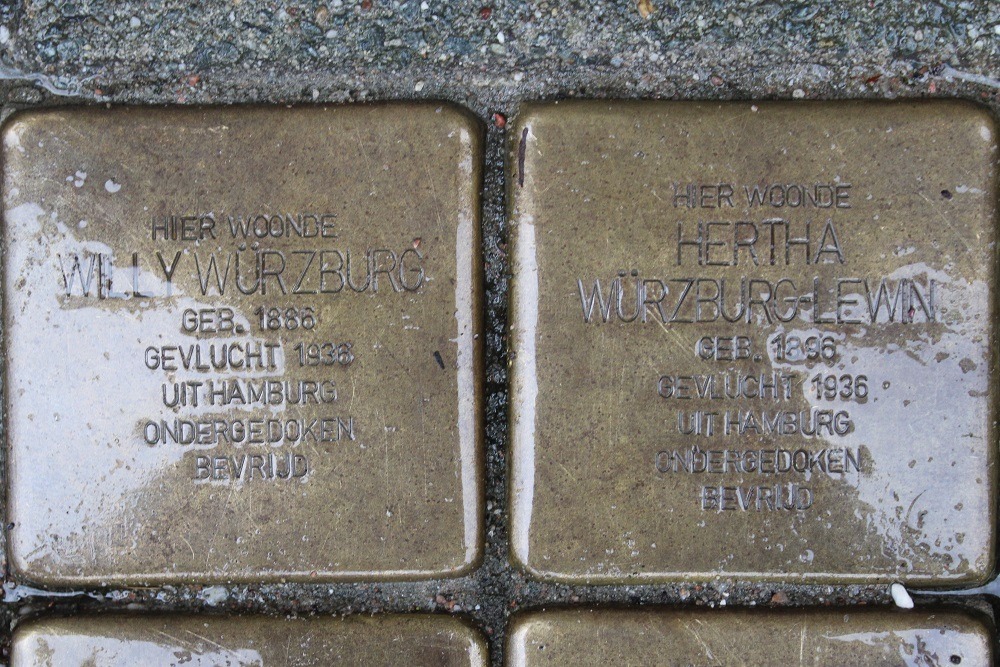 HIER WOONDE
WILLY WÜRZBURG
GEB. 1886
GEVLUCHT 1936
UIT HAMBURG
ONDERGEDOKEN
BEVRIJD
HIER WOONDE
HERTHA
WÜRZBURG-LEWIN
GEB. 1896
GEVLUCHT 1936
UIT HAMBURG
ONDERGEDOKEN
BEVRIJD